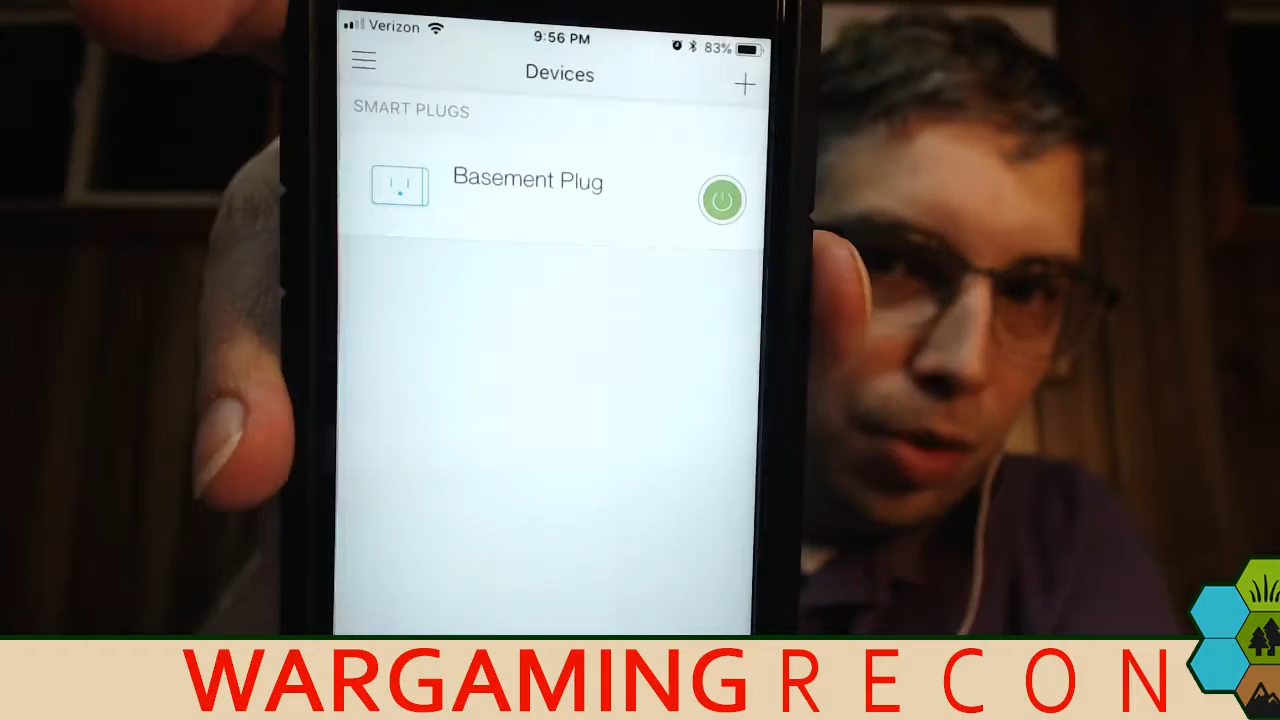 Verizon 9:56 PM 83%
Devices
SMART PLUGS
Basement Plug
WARGAMING RECON